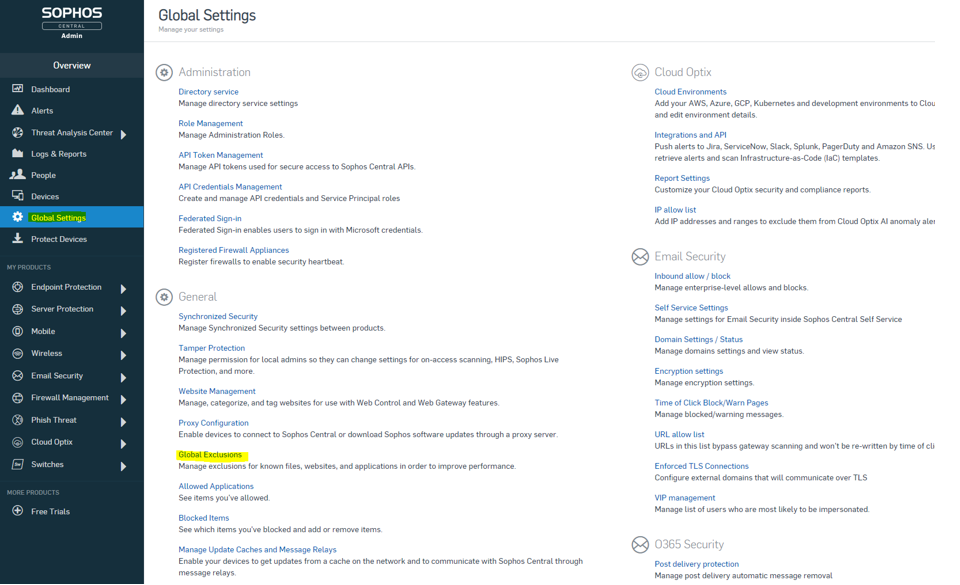 SOPHOS
CENTRAL
Admin
Overview
Dashboard
Alerts
Threat Analysis Center
Logs & Reports
People
Devices
Global Settings
Protect Devices
MY PRODUCTS
Endpoint Protection
Server Protection
Mobile
Wireless
Email Security
Firewall Management
Phish Threat
Cloud Optix
Switches
MORE PRODUCTS
Free Trials
Global Settings
Manage your settings
Administration
Directory service
Manage directory service settings
Role Management
Manage Administration Roles.
API Token Management
Manage API tokens used for secure access to Sophos Central APIs.
API Credentials Management
Create and manage API credentials and Service Principal roles
Federated Sign-in
Federated Sign-in enables users to sign in with Microsoft credentials.
Registered Firewall Appliances
Register firewalls to enable security heartbeat.
General
Synchronized Security
Manage Synchronized Security settings between products.
Tamper Protection
Manage permission for local admins so they can change settings for on-access scanning, HIPS, Sophos Live
Protection, and more.
Website Management
Manage, categorize, and tag websites for use with Web Control and Web Gateway features.
Proxy Configuration
Enable devices to connect to Sophos Central or download Sophos software updates through a proxy server.
Global Exclusions
Manage exclusions for known files, websites, and applications in order to improve performance.
Allowed Applications
See items you've allowed.
Blocked Items
See which items you've blocked and add or remove items.
Manage Update Caches and Message Relays
Enable your devices to get updates from a cache on the network and to communicate with Sophos Central through
message relays.
Cloud Optix
Cloud Environments
Add your AWS, Azure, GCP, Kubernetes and development environments to Clou
and edit environment details.
Integrations and API
Push alerts to Jira, ServiceNow, Slack, Splunk, PagerDuty and Amazon SNS. Us
retrieve alerts and scan Infrastructure-as-Code (IaC) templates.
Report Settings
Customize your Cloud Optix security and compliance reports.
IP allow list
Add IP addresses and ranges to exclude them from Cloud Optix AI anomaly aler
Email Security
Inbound allow / block
Manage enterprise-level allows and blocks.
Self Service Settings
Manage settings for Email Security inside Sophos Central Self Service
Domain Settings / Status
Manage domains settings and view status.
Encryption settings
Manage encryption settings.
Time of Click Block/Warn Pages
Manage blocked/warning messages.
URL allow list
URLs in this list bypass gateway scanning and won't be re-written by time of cli
Enforced TLS Connections
Configure external domains that will communicate over TLS
VIP management
Manage list of users who are most likely to be impersonated.
O365 Security
Post delivery protection
Manage post delivery automatic message removal